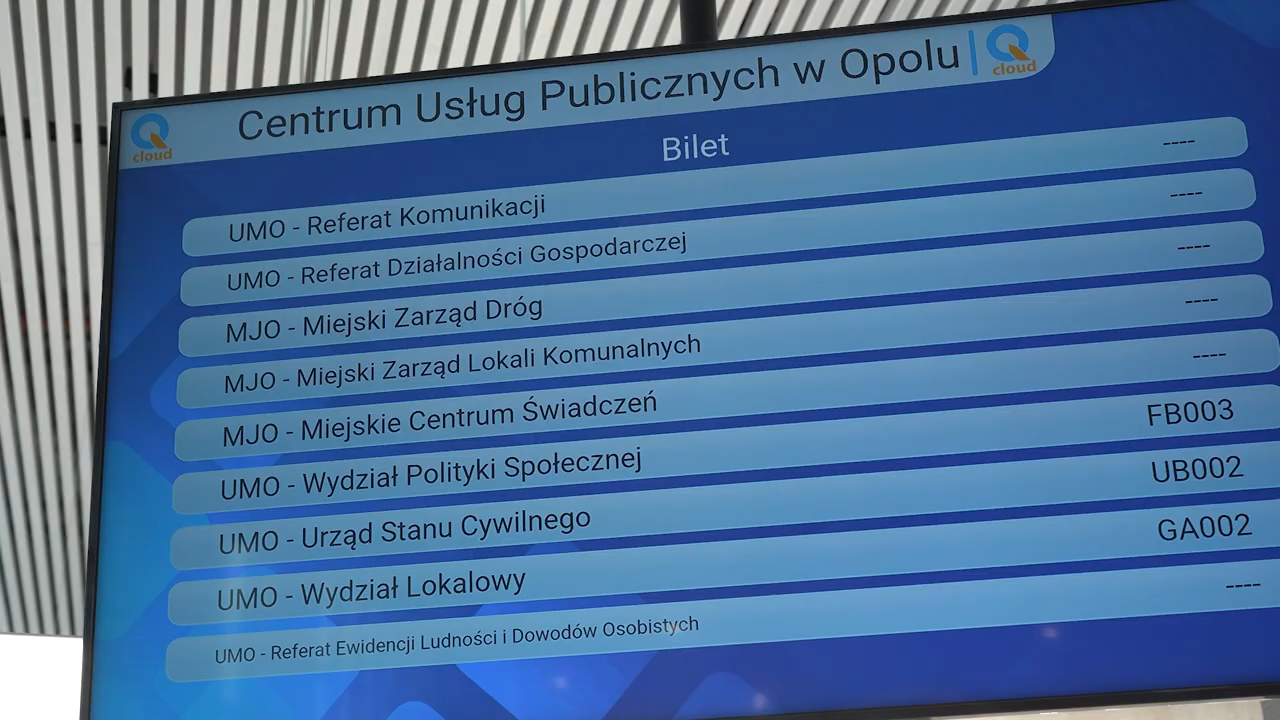 Q cloud
Centrum Usług Publicznych w Opolu
Q cloud
Bilet
UMO - Referat Komunikacji ----
UMO - Referat Działalności Gospodarczej ----
MJO - Miejski Zarząd Dróg ----
MJO - Miejski Zarząd Lokali Komunalnych ----
MJO - Miejskie Centrum Świadczeń ----
UMO - Wydział Polityki Społecznej FB003
UMO - Urząd Stanu Cywilnego UB002
UMO - Wydział Lokalowy GA002
UMO - Referat Ewidencji Ludności i Dowodów Osobistych ----